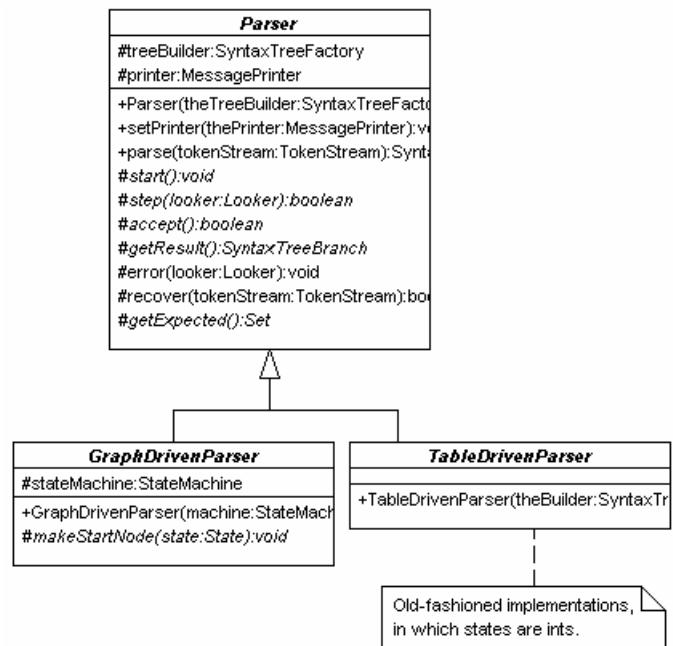 Parser
#treeBuilder:SyntaxTreeFactory
#printer:MessagePrinter
+Parser(theTreeBuilder:SyntaxTreeFacto
+setPrinter(thePrinter:MessagePrinter):v
+parse(tokenStream:TokenStream):Synta
#start():void
#step(looker:Looker):boolean
#accept():boolean
#getResult():SyntaxTreeBranch
#error(looker:Looker):void
#recover(tokenStream:TokenStream):boo
#getExpected():Set
GraphDrivenParser
#stateMachine:StateMachine
+GraphDrivenParser(machine:StateMach
#makeStartNode(state:State):void
TableDrivenParser
+TableDrivenParser(theBuilder:SyntaxTr
Old-fashioned implementations,
in which states are ints.